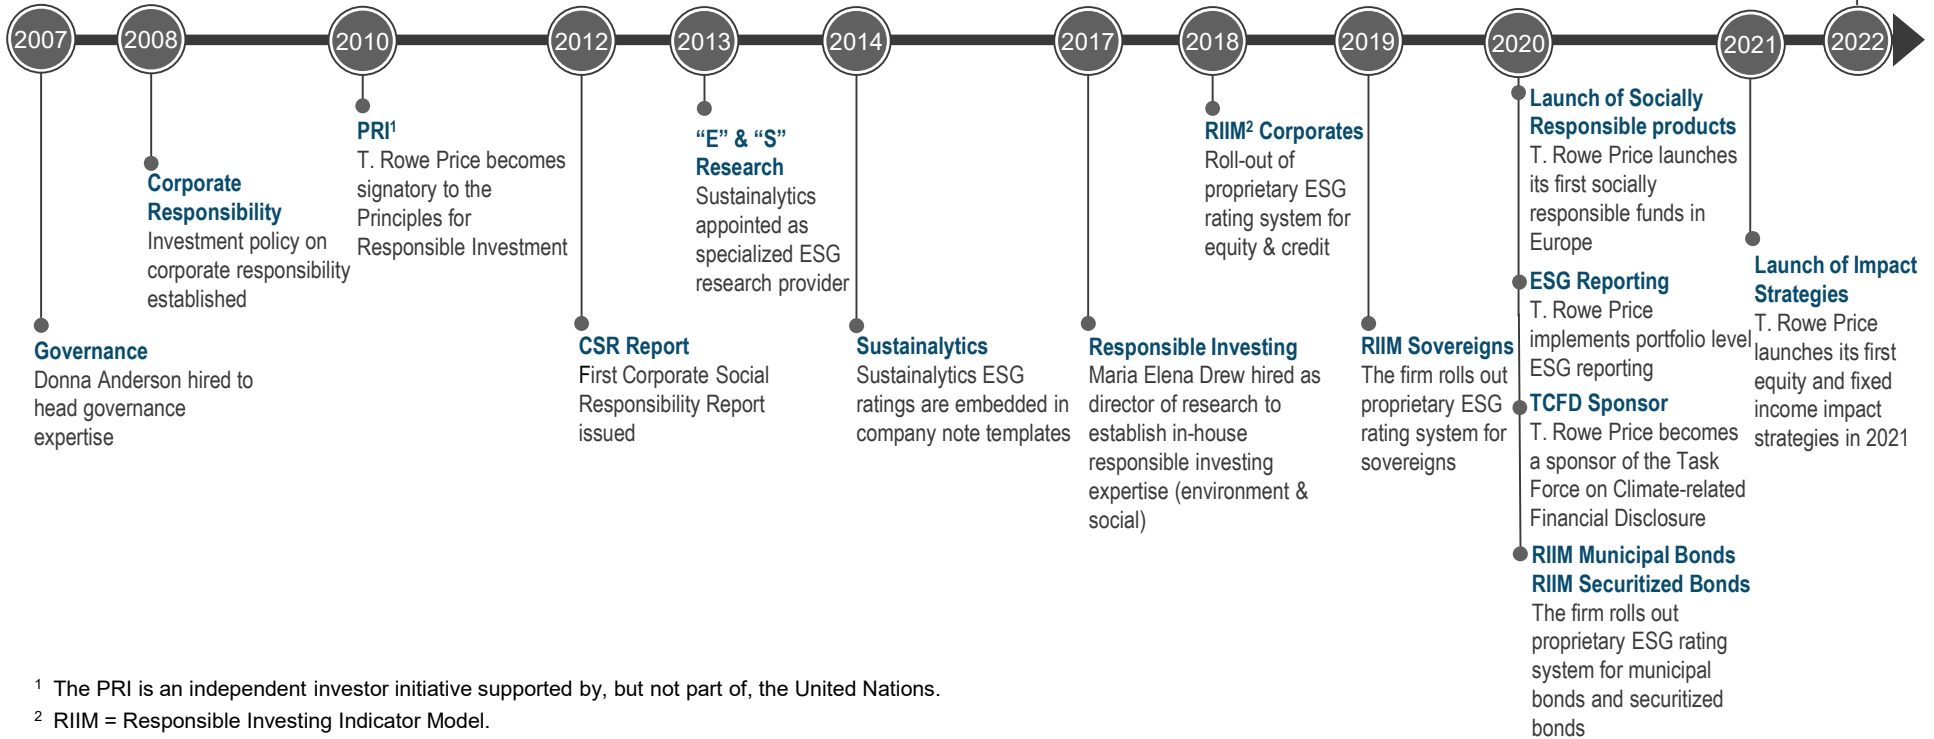 2007
2008
2010
2012
2013
2014
2017
2018
2019
2020
2021
2022
Governance
Donna Anderson hired to
head governance
expertise
Corporate
Responsibility
Investment policy on
corporate responsibility
established
PRI¹
T. Rowe Price becomes
signatory to the
Principles for
Responsible Investment
CSR Report
First Corporate Social
Responsibility Report
issued
“E” & “S”
Research
Sustainalytics
appointed as
specialized ESG
research provider
Sustainalytics
Sustainalytics ESG
ratings are embedded in
company note templates
Responsible Investing
Maria Elena Drew hired as
director of research to
establish in-house
responsible investing
expertise (environment &
social)
RIIM² Corporates
Roll-out of
proprietary ESG
rating system for
equity & credit
RIIM Sovereigns
The firm rolls out
proprietary ESG
rating system for
sovereigns
Launch of Socially
Responsible products
T. Rowe Price launches
its first socially
responsible funds in
Europe
ESG Reporting
T. Rowe Price
implements portfolio level
ESG reporting
TCFD Sponsor
T. Rowe Price becomes
a sponsor of the Task
Force on Climate-related
Financial Disclosure
RIIM Municipal Bonds
RIIM Securitized Bonds
The firm rolls out
proprietary ESG rating
system for municipal
bonds and securitized
bonds
Launch of Impact
Strategies
T. Rowe Price
launches its first
equity and fixed
income impact
strategies in 2021
¹ The PRI is an independent investor initiative supported by, but not part of, the United Nations.
² RIIM = Responsible Investing Indicator Model.